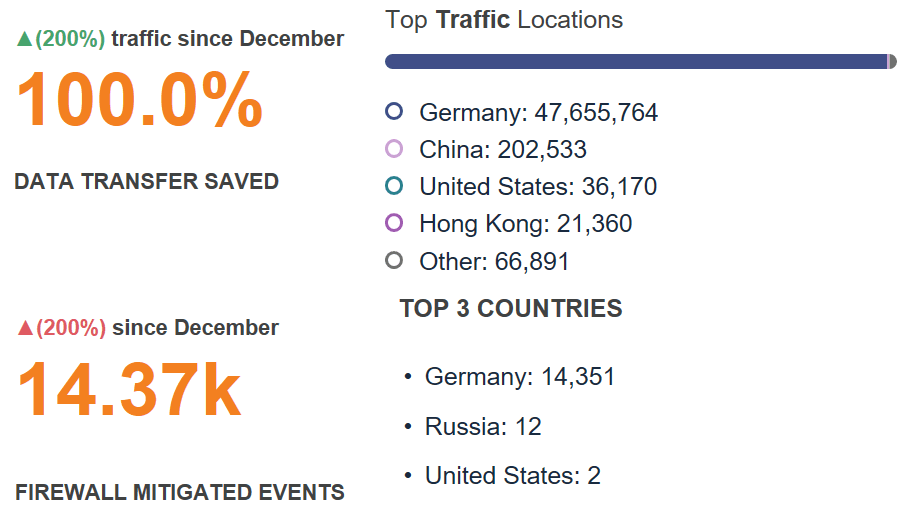 ▲(200%) traffic since December
100.0%
DATA TRANSFER SAVED
Top Traffic Locations
Germany: 47,655,764
China: 202,533
United States: 36,170
Hong Kong: 21,360
Other: 66,891
▲(200%) since December
14.37k
FIREWALL MITIGATED EVENTS
TOP 3 COUNTRIES
• Germany: 14,351
• Russia: 12
• United States: 2